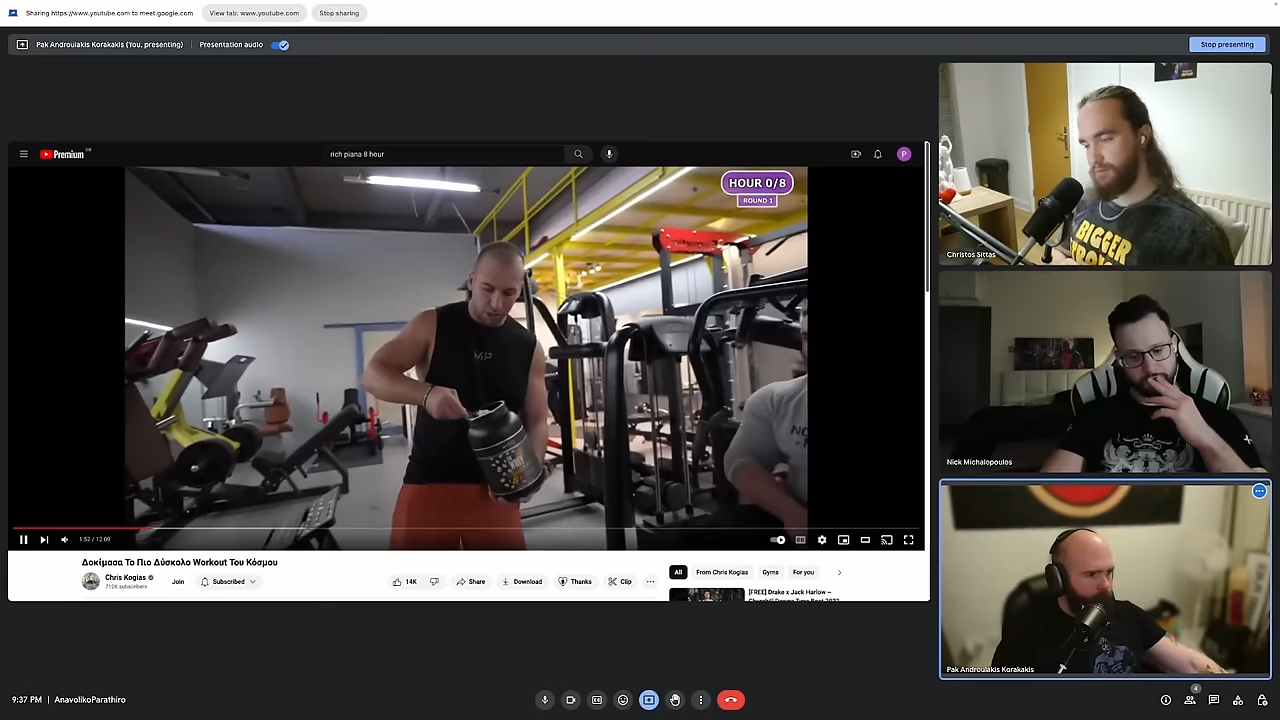 Sharing https://www.youtube.com to meet.google.com
View tab: www.youtube.com
Stop sharing
Pak Androulakis Korakakis (You, presenting)
Presentation audio
Stop presenting
Premium
rich piana 8 hour
P
HOUR 0/8
ROUND 1
MP
1:52 / 12:09
Δοκίμασα Το Πιο Δύσκολο Workout Του Κόσμου
Chris Kogias
712K subscribers
Join
Subscribed
14K
Share
Download
Thanks
Clip
All
From Chris Kogias
Gyms
For you
[FREE] Drake x Jack Harlow ~
BIGGER
Christos Sittas
Nick Michalopoulos
Pak Androulakis Korakakis
9:37 PM | AnavolikoParathiro
4